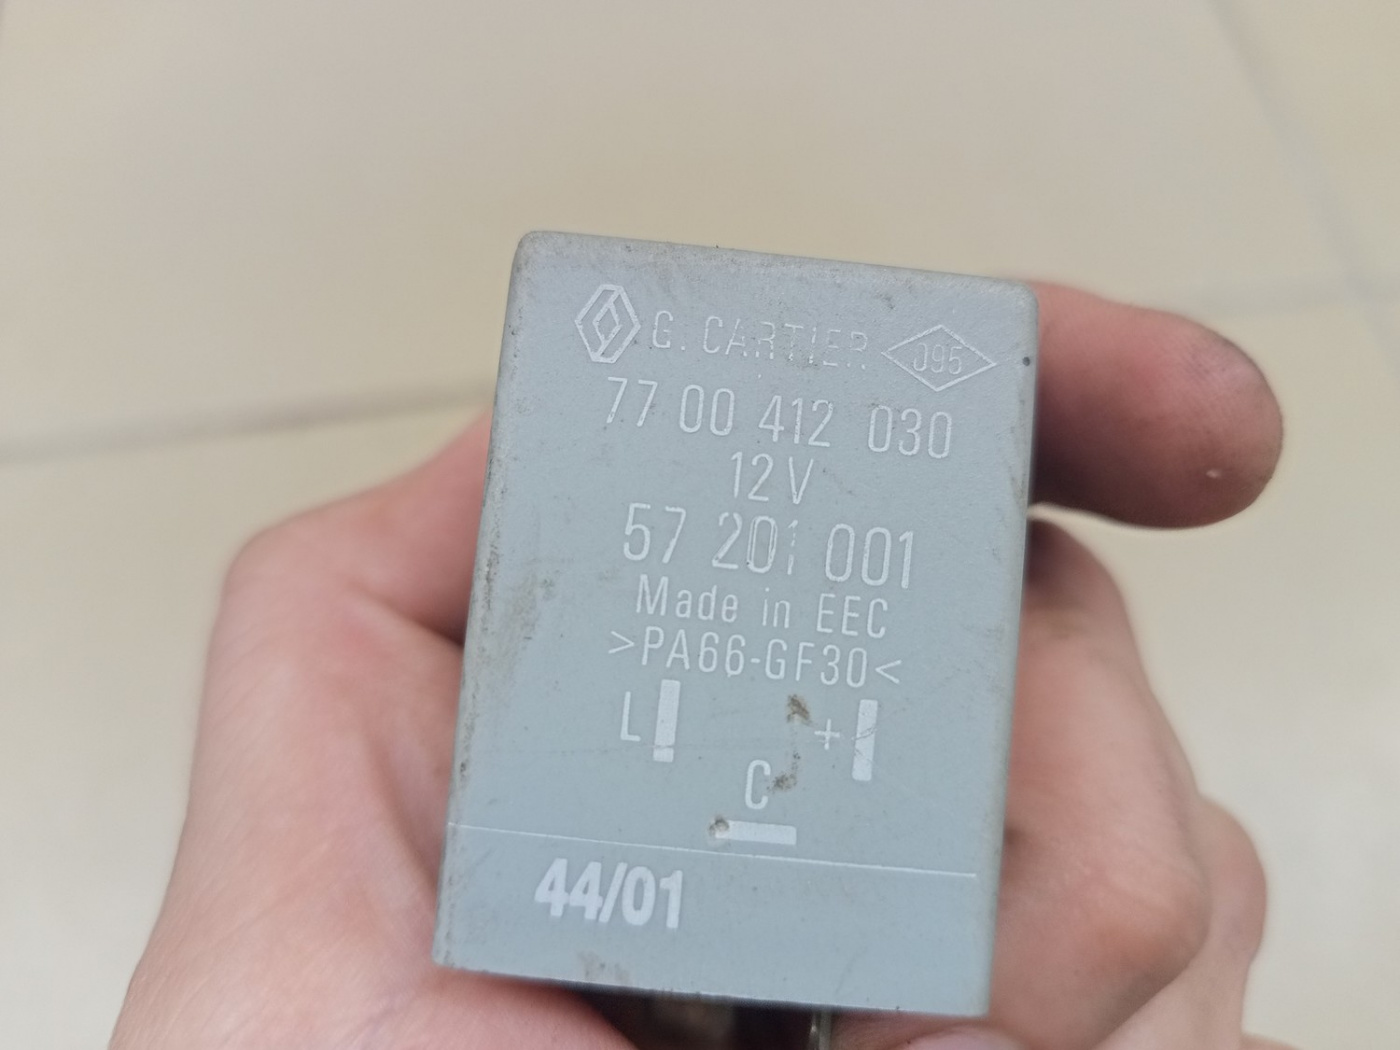 G. CARTIER 095
77 00 412 030
12 V
57 201 001
Made in EEC
>PA66-GF30<
L +
C
44/01